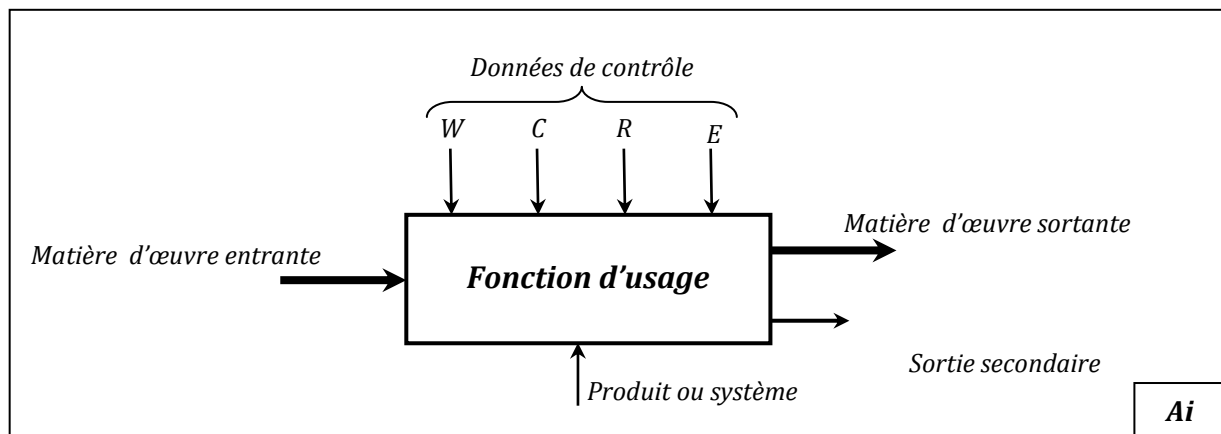 Données de contrôle
W C R E
Matière d'œuvre entrante
Fonction d'usage
Matière d'œuvre sortante
Sortie secondaire
Produit ou système
Ai